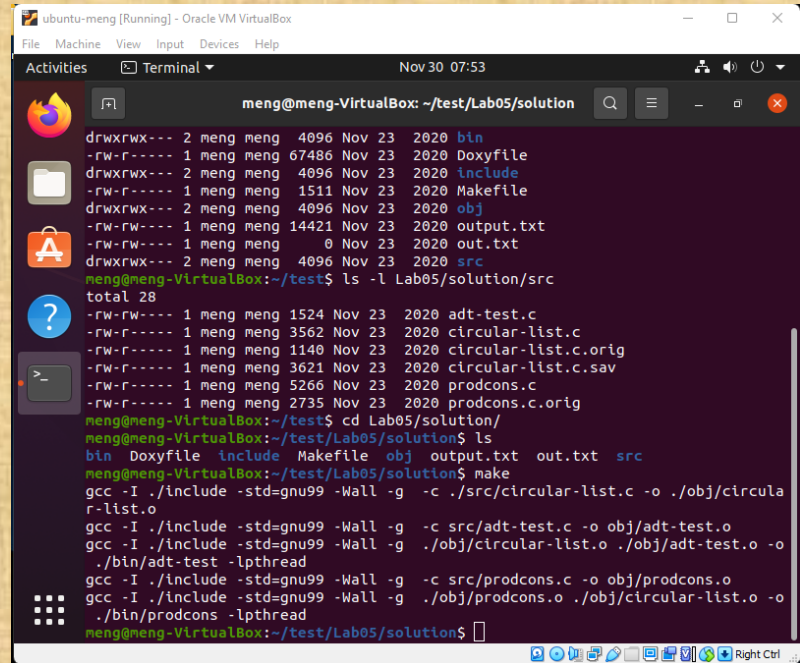 ubuntu-meng [Running] - Oracle VM VirtualBox
File Machine View Input Devices Help
Activities Terminal Nov 30 07:53
meng@meng-VirtualBox: ~/test/Lab05/solution
drwxrwx--- 2 meng meng  4096 Nov 23  2020 bin
-rw-r----- 1 meng meng 67486 Nov 23  2020 Doxyfile
drwxrwx--- 2 meng meng  4096 Nov 23  2020 include
-rw-r----- 1 meng meng  1511 Nov 23  2020 Makefile
drwxrwx--- 2 meng meng  4096 Nov 23  2020 obj
-rw-rw---- 1 meng meng 14421 Nov 23  2020 output.txt
-rw-rw---- 1 meng meng     0 Nov 23  2020 out.txt
drwxrwx--- 2 meng meng  4096 Nov 23  2020 src
meng@meng-VirtualBox:~/test$ ls -l Lab05/solution/src
total 28
-rw-rw---- 1 meng meng 1524 Nov 23  2020 adt-test.c
-rw-r----- 1 meng meng 3562 Nov 23  2020 circular-list.c
-rw-r----- 1 meng meng 1140 Nov 23  2020 circular-list.c.orig
-rw-r----- 1 meng meng 3621 Nov 23  2020 circular-list.c.sav
-rw-r----- 1 meng meng 5266 Nov 23  2020 prodcons.c
-rw-r----- 1 meng meng 2735 Nov 23  2020 prodcons.c.orig
meng@meng-VirtualBox:~/test$ cd Lab05/solution/
meng@meng-VirtualBox:~/test/Lab05/solution$ ls
bin  Doxyfile  include  Makefile  obj  output.txt  out.txt  src
meng@meng-VirtualBox:~/test/Lab05/solution$ make
gcc -I ./include -std=gnu99 -Wall -g  -c ./src/circular-list.c -o ./obj/circula
r-list.o
gcc -I ./include -std=gnu99 -Wall -g  -c src/adt-test.c -o obj/adt-test.o
gcc -I ./include -std=gnu99 -Wall -g  ./obj/circular-list.o ./obj/adt-test.o -o
 ./bin/adt-test -lpthread
gcc -I ./include -std=gnu99 -Wall -g  -c src/prodcons.c -o obj/prodcons.o
gcc -I ./include -std=gnu99 -Wall -g  ./obj/prodcons.o ./obj/circular-list.o -o
 ./bin/prodcons -lpthread
meng@meng-VirtualBox:~/test/Lab05/solution$
Right Ctrl